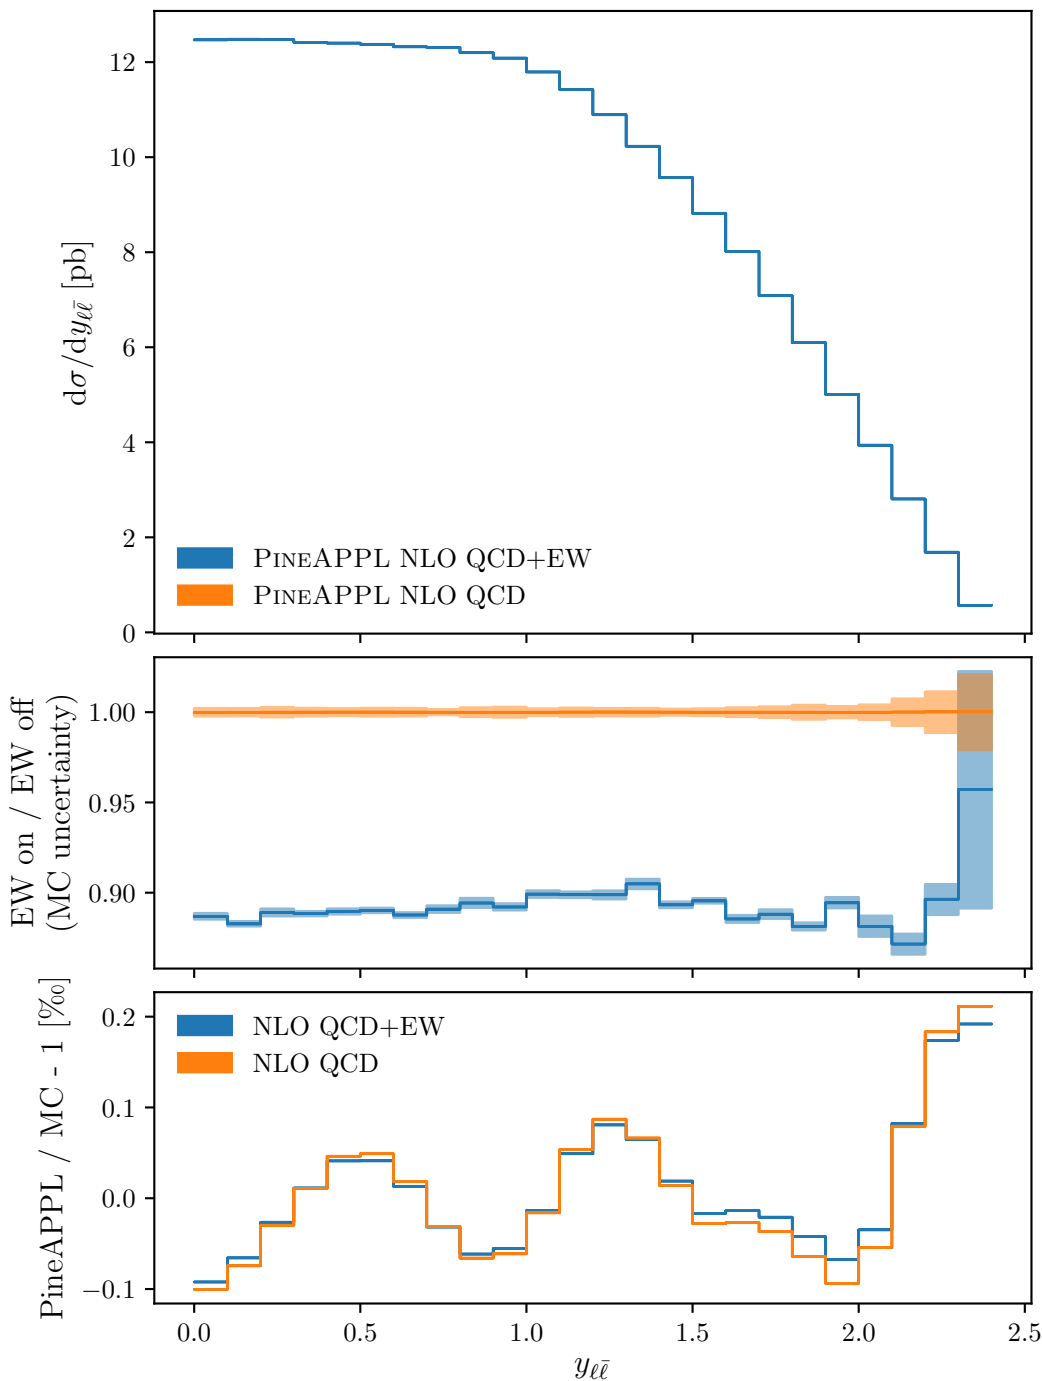 12
10
8
6
4
2
0
dσ/dy_{ℓℓ̄} [pb]
PINEAPPL NLO QCD+EW
PINEAPPL NLO QCD
1.00
0.95
0.90
EW on / EW off
(MC uncertainty)
0.2
0.1
0.0
−0.1
PineAPPL / MC - 1 [‰]
NLO QCD+EW
NLO QCD
0.0 0.5 1.0 1.5 2.0 2.5
y_{ℓℓ̄}